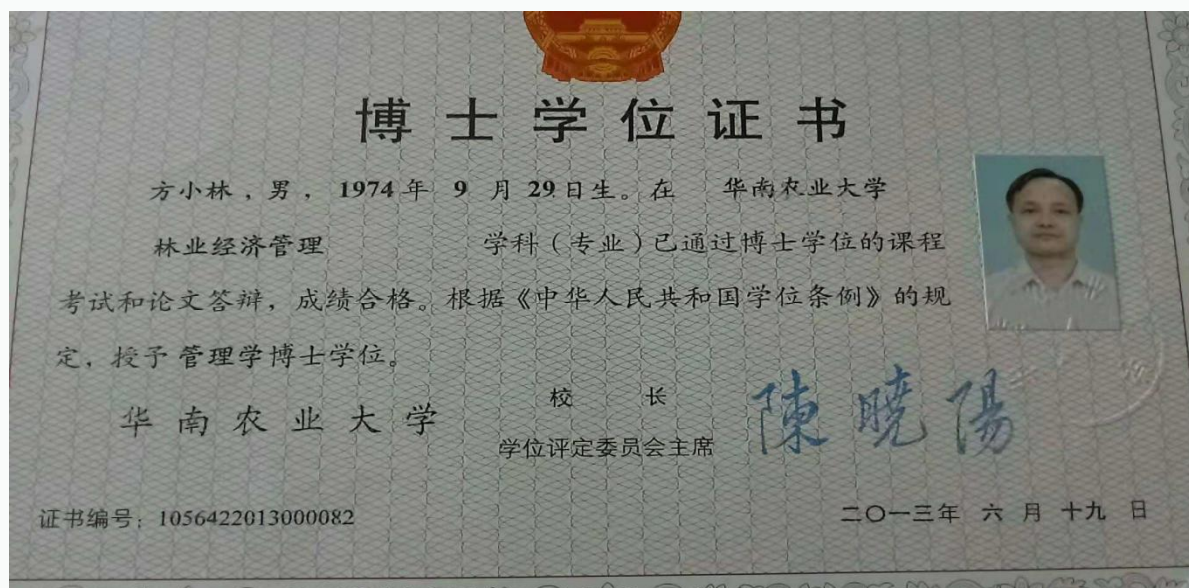 博士学位证书
方小林，男，1974年 9 月 29日生。在 华南农业大学
林业经济管理 学科（专业）已通过博士学位的课程
考试和论文答辩，成绩合格。根据《中华人民共和国学位条例》的规
定，授予管理学博士学位。
华南农业大学
校 长
学位评定委员会主席
陳曉陽
证书编号：1056422013000082
二〇一三年 六 月 十九 日